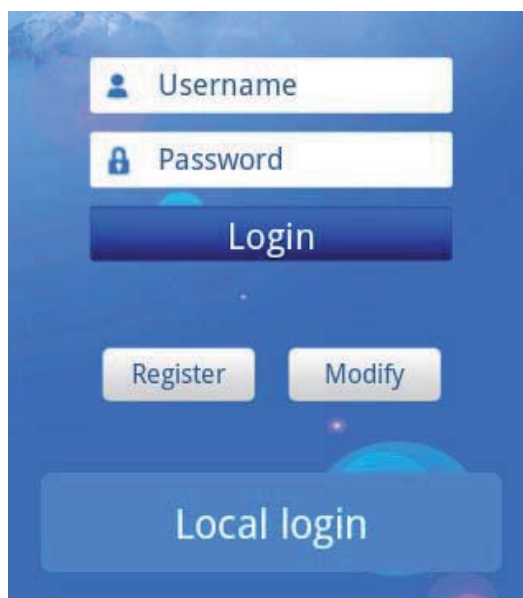 Username
Password
Login
Register Modify
Local login